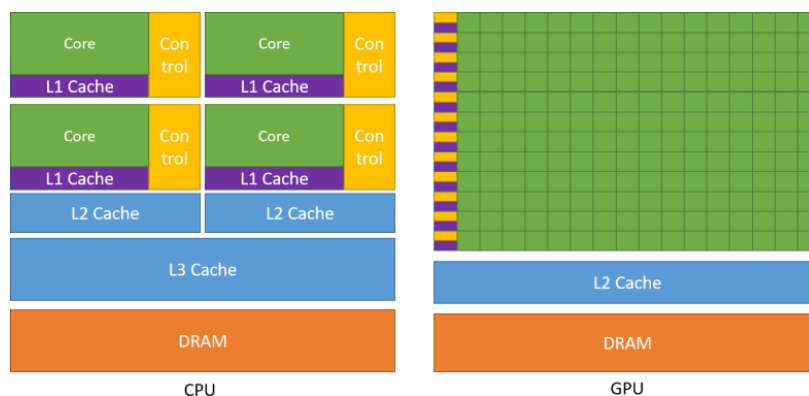 Core
Con
trol
Core
Con
trol
L1 Cache
L1 Cache
Core
Con
trol
Core
Con
trol
L1 Cache
L1 Cache
L2 Cache
L2 Cache
L3 Cache
DRAM
CPU
L2 Cache
DRAM
GPU